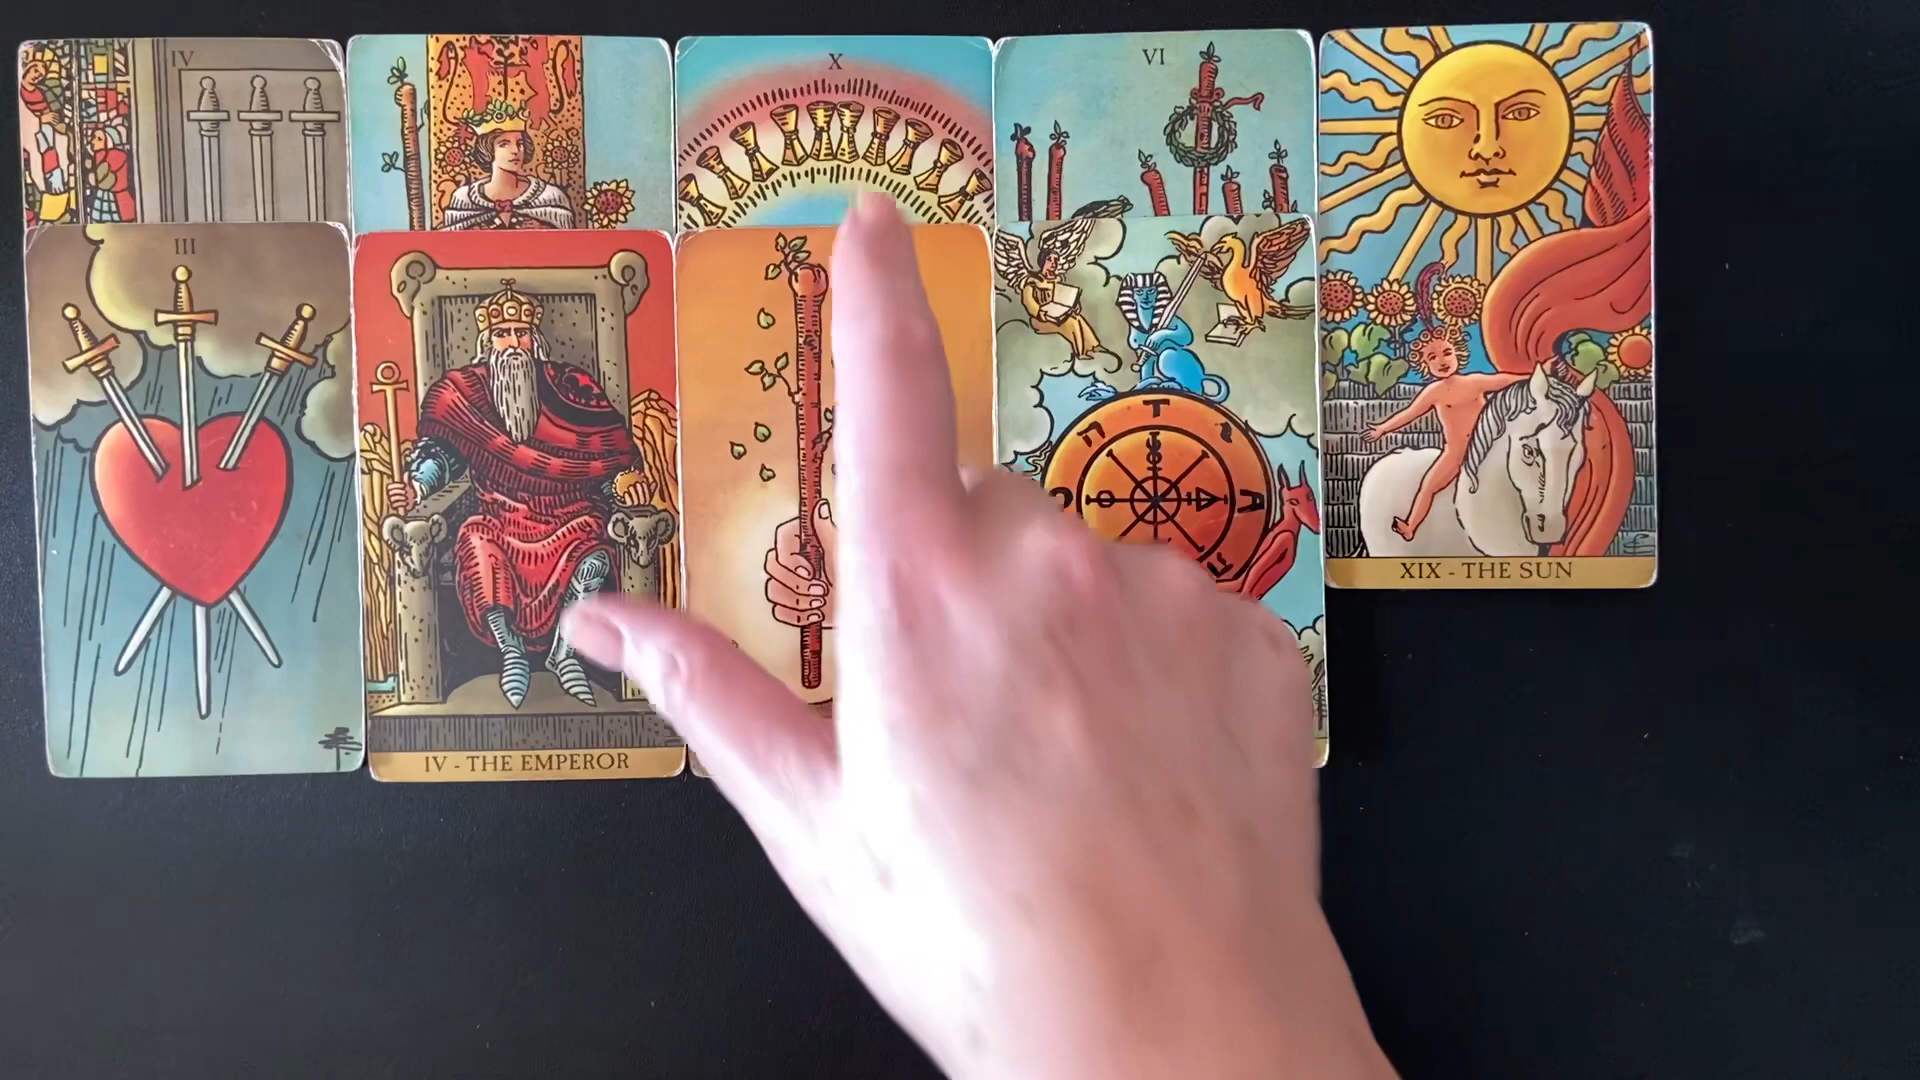 IV
X
VI
III
XIX - THE SUN
IV - THE EMPEROR